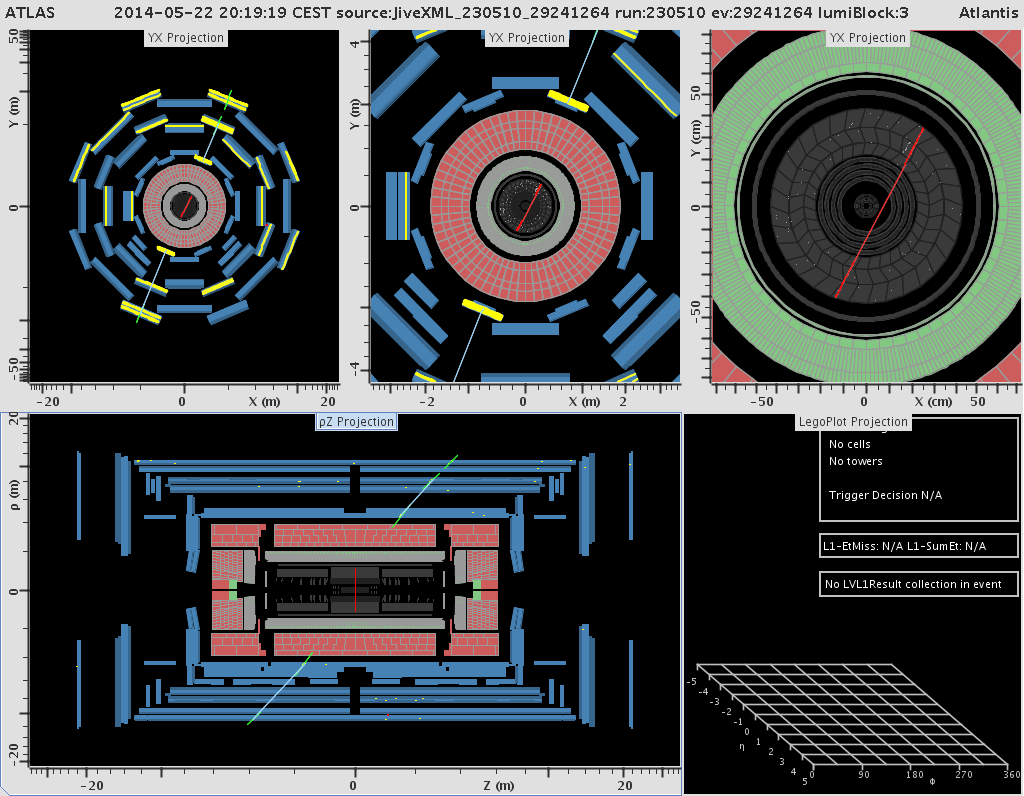 ATLAS 2014-05-22 20:19:19 CEST source:JiveXML_230510_29241264 run:230510 ev:29241264 lumiBlock:3 Atlantis
YX Projection
YX Projection
YX Projection
50
Y (m)
0
-50
-20 0 X (m) 20
4
Y (m)
0
-4
-2 0 X (m) 2
50
Y (cm)
0
-50
-50 0 X (cm) 50
ρZ Projection
20
ρ (m)
0
-20
-20 0 Z (m) 20
LegoPlot Projection
No cells
No towers
Trigger Decision N/A
L1-EtMiss: N/A L1-SumEt: N/A
No LVL1Result collection in event
-5
-4
-3
-2
-1
0
η 1
2
3
4
5
0 90 180 270 360
Φ